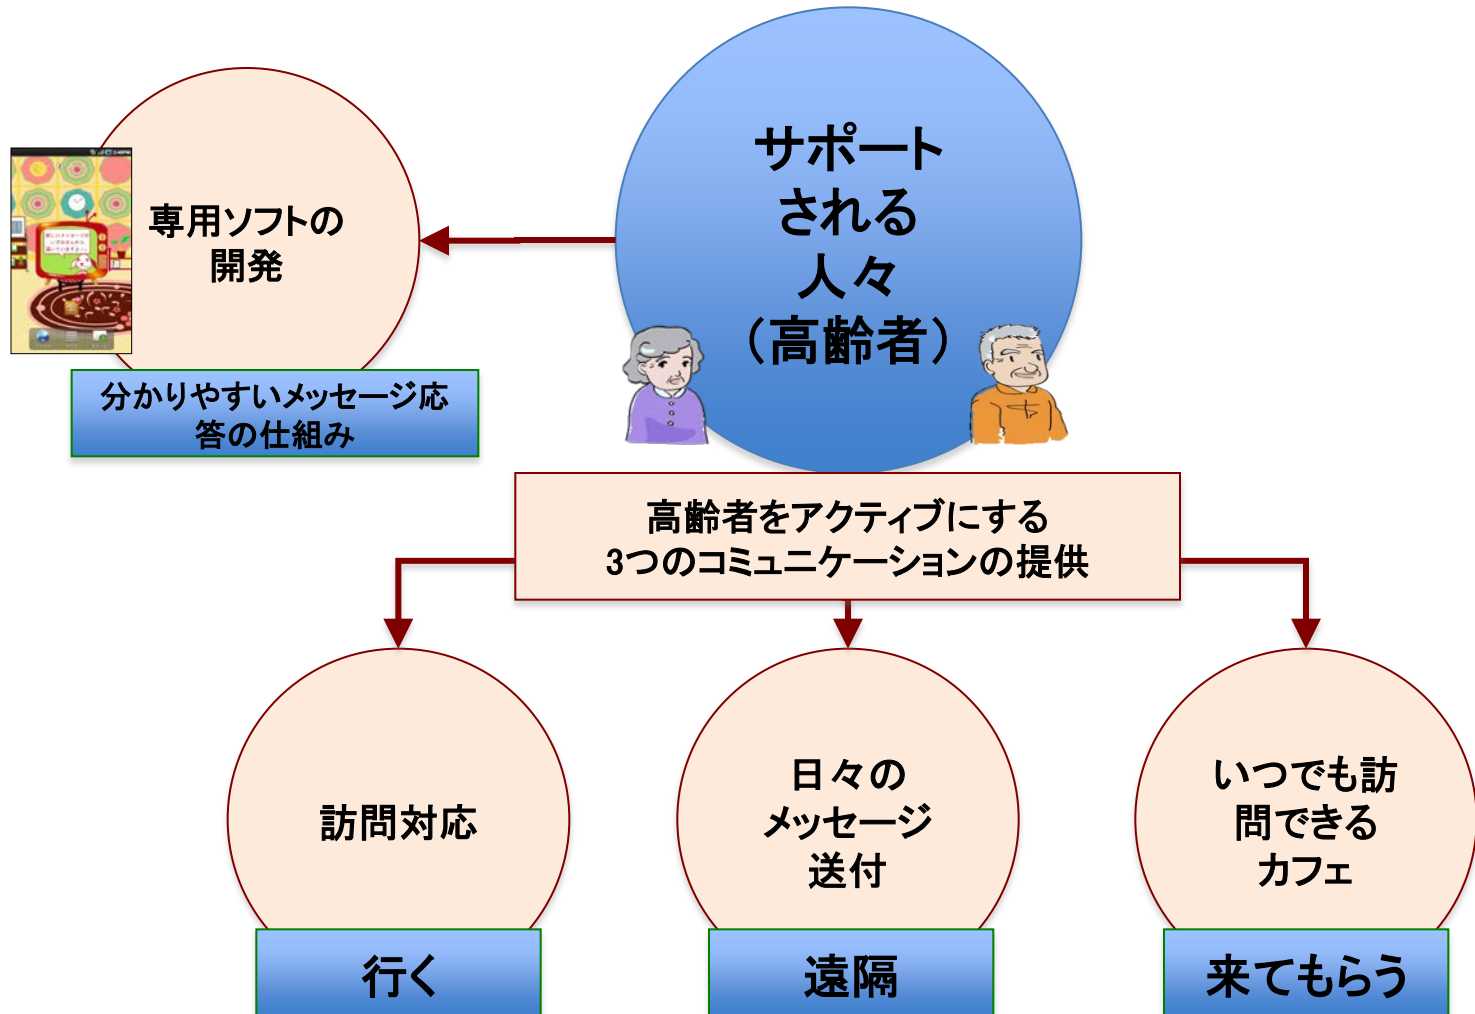 サポート
される
人々
（高齢者）
専用ソフトの
開発
分かりやすいメッセージ応
答の仕組み
高齢者をアクティブにする
3つのコミュニケーションの提供
訪問対応
行く
日々の
メッセージ
送付
遠隔
いつでも訪
問できる
カフェ
来てもらう